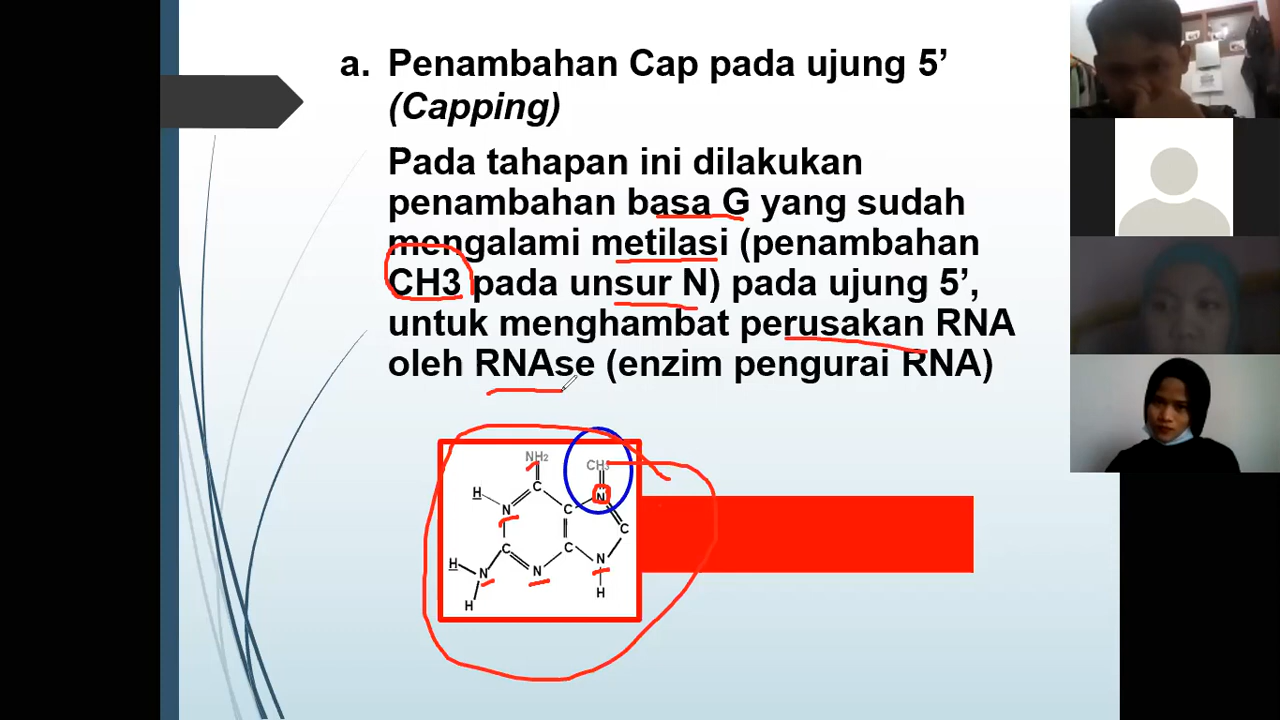 a. Penambahan Cap pada ujung 5’
(Capping)
Pada tahapan ini dilakukan
penambahan basa G yang sudah
mengalami metilasi (penambahan
CH3 pada unsur N) pada ujung 5’,
untuk menghambat perusakan RNA
oleh RNAse (enzim pengurai RNA)
NH2 CH3
H C N
N C
C
C C
H N N N
H H